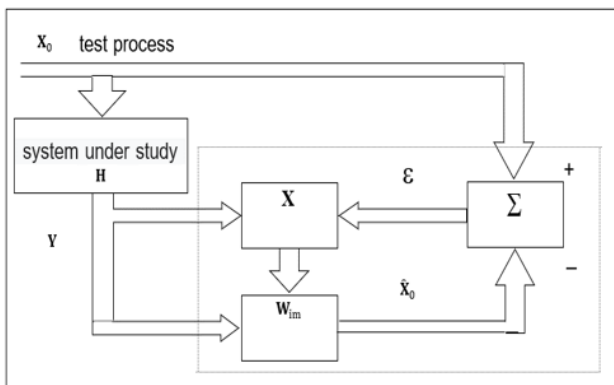 X₀ test process
system under study
H
ε
+
X
Σ
Y
−
X̂₀
W_im